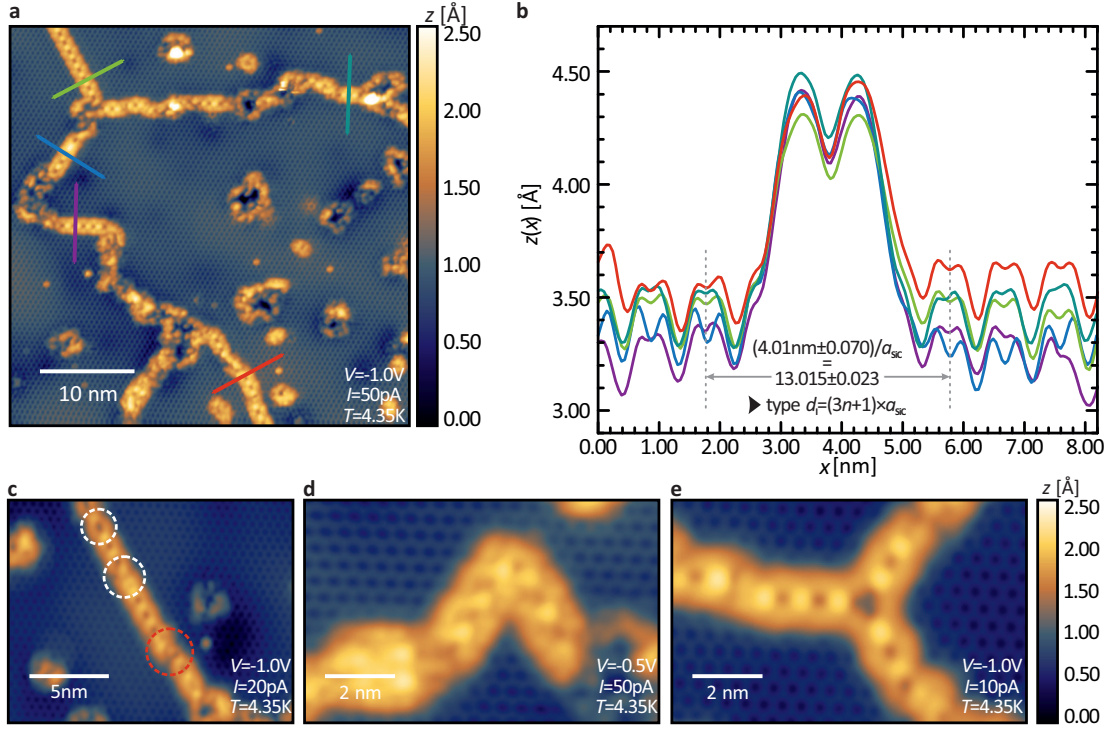 a
z [Å]
2.50
2.00
1.50
1.00
0.50
0.00
10 nm
V=-1.0V
I=50pA
T=4.35K
b
z(x) [Å]
4.50
4.00
3.50
3.00
(4.01nm±0.070)/aSiC
=
13.015±0.023
► type di=(3n+1)×aSiC
0.00 1.00 2.00 3.00 4.00 5.00 6.00 7.00 8.00
x [nm]
c
5nm
V=-1.0V
I=20pA
T=4.35K
d
2 nm
V=-0.5V
I=50pA
T=4.35K
e
2 nm
V=-1.0V
I=10pA
T=4.35K
z [Å]
2.50
2.00
1.50
1.00
0.50
0.00